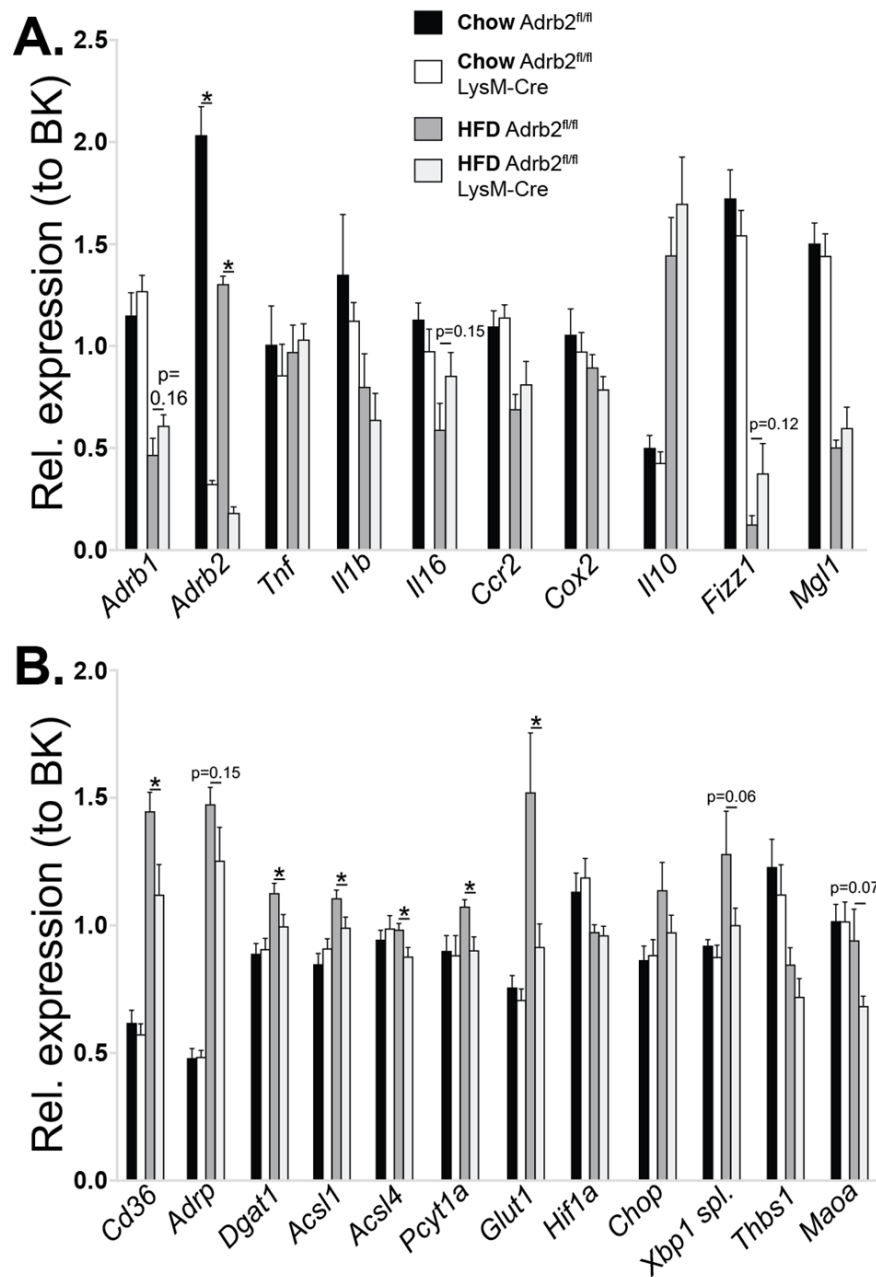 A.
Rel. expression (to BK)
2.5
2.0
1.5
1.0
0.5
0.0
Chow Adrb2fl/fl
Chow Adrb2fl/fl
LysM-Cre
HFD Adrb2fl/fl
HFD Adrb2fl/fl
LysM-Cre
p=
0.16
*
*
p=0.15
p=0.12
Adrb1
Adrb2
Tnf
Il1b
Il16
Ccr2
Cox2
Il10
Fizz1
Mgl1
B.
Rel. expression (to BK)
2.0
1.5
1.0
0.5
0.0
*
p=0.15
*
*
*
*
*
p=0.06
p=0.07
Cd36
Adrp
Dgat1
Acsl1
Acsl4
Pcyt1a
Glut1
Hif1a
Chop
Xbp1 spl.
Thbs1
Maoa